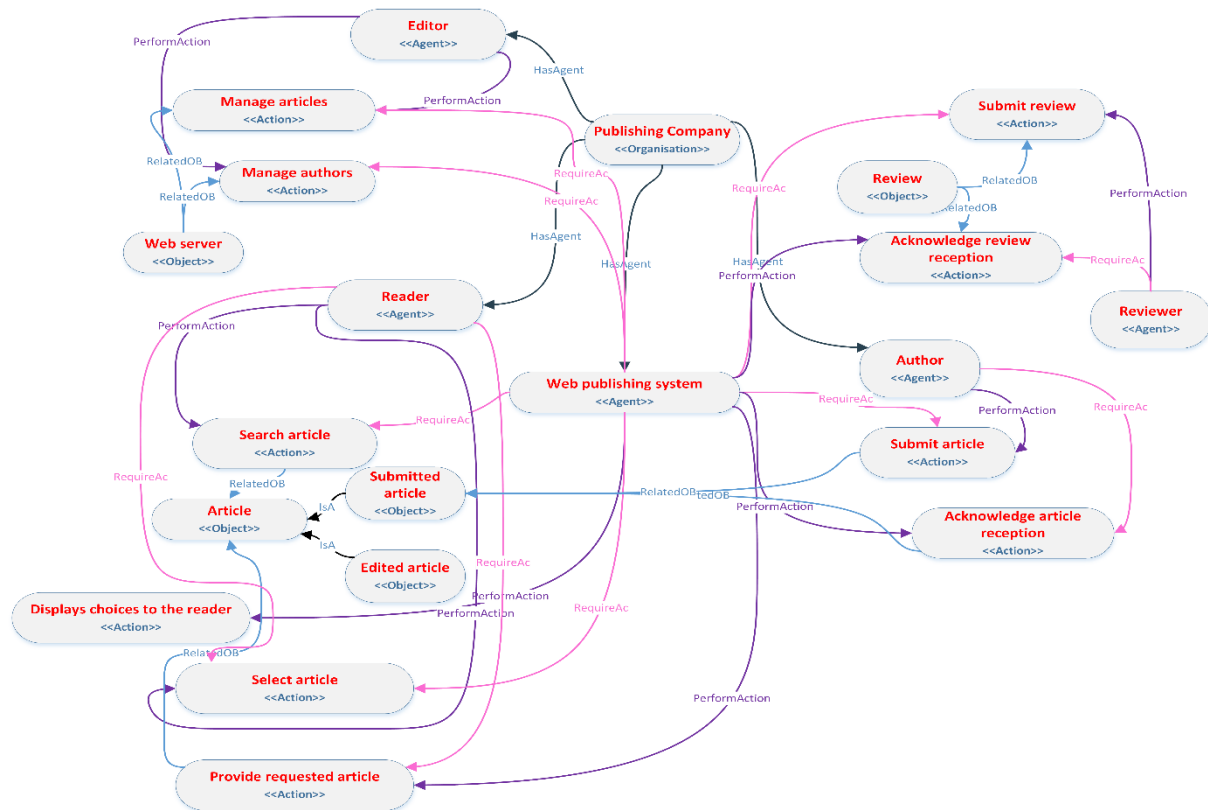 Editor
<<Agent>>
PerformAction
HasAgent
Manage articles
<<Action>>
PerformAction
Submit review
<<Action>>
Publishing Company
<<Organisation>>
RelatedOB
Manage authors
<<Action>>
RequireAc
RequireAc
RequireAc
PerformAction
Review
<<Object>>
RelatedOB
RelatedOB
RelatedOB
Web server
<<Object>>
HasAgent
HasAgent
HasAgent
PerformAction
Acknowledge review
reception
<<Action>>
RequireAc
Reader
<<Agent>>
Reviewer
<<Agent>>
PerformAction
Author
<<Agent>>
Web publishing system
<<Agent>>
RequireAc
RequireAc
PerformAction
RequireAc
Search article
<<Action>>
Submit article
<<Action>>
RequireAc
RelatedOB
Submitted
article
<<Object>>
RelatedOB
tedOB
IsA
Article
<<Object>>
PerformAction
Acknowledge article
reception
<<Action>>
IsA
Edited article
<<Object>>
RequireAc
PerformAction
PerformAction
RequireAc
Displays choices to the reader
<<Action>>
RelatedOB
Select article
<<Action>>
PerformAction
Provide requested article
<<Action>>